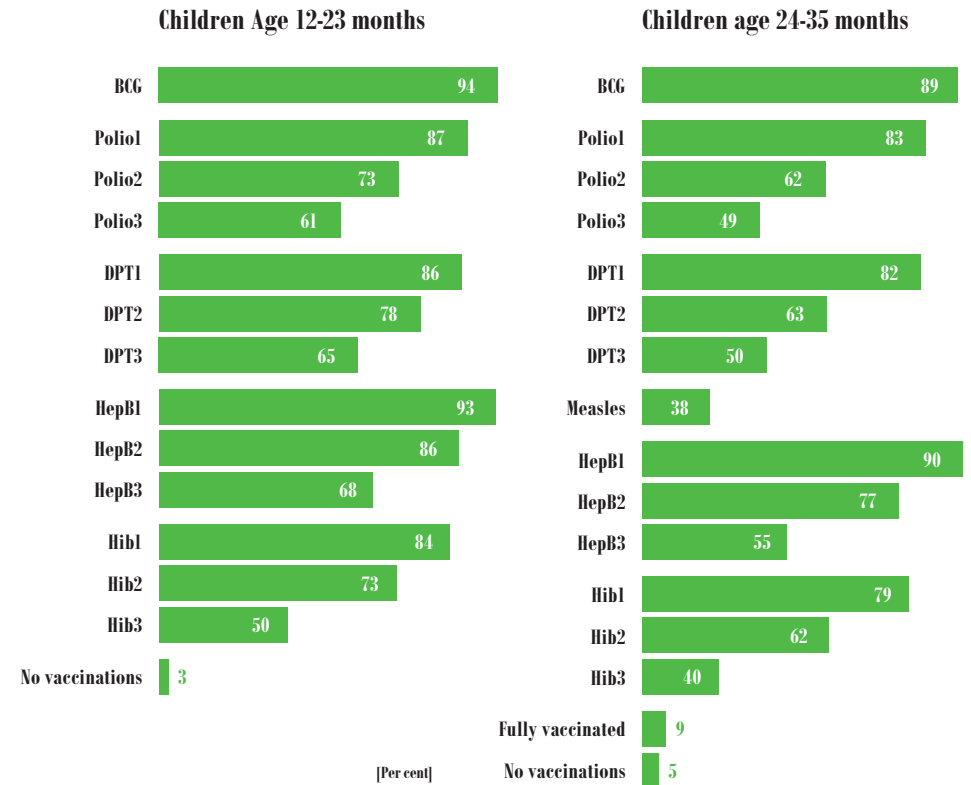 Children Age 12-23 months
BCG 94
Polio1 87
Polio2 73
Polio3 61
DPT1 86
DPT2 78
DPT3 65
HepB1 93
HepB2 86
HepB3 68
Hib1 84
Hib2 73
Hib3 50
No vaccinations 3
[Per cent]
Children age 24-35 months
BCG 89
Polio1 83
Polio2 62
Polio3 49
DPT1 82
DPT2 63
DPT3 50
Measles 38
HepB1 90
HepB2 77
HepB3 55
Hib1 79
Hib2 62
Hib3 40
Fully vaccinated 9
No vaccinations 5